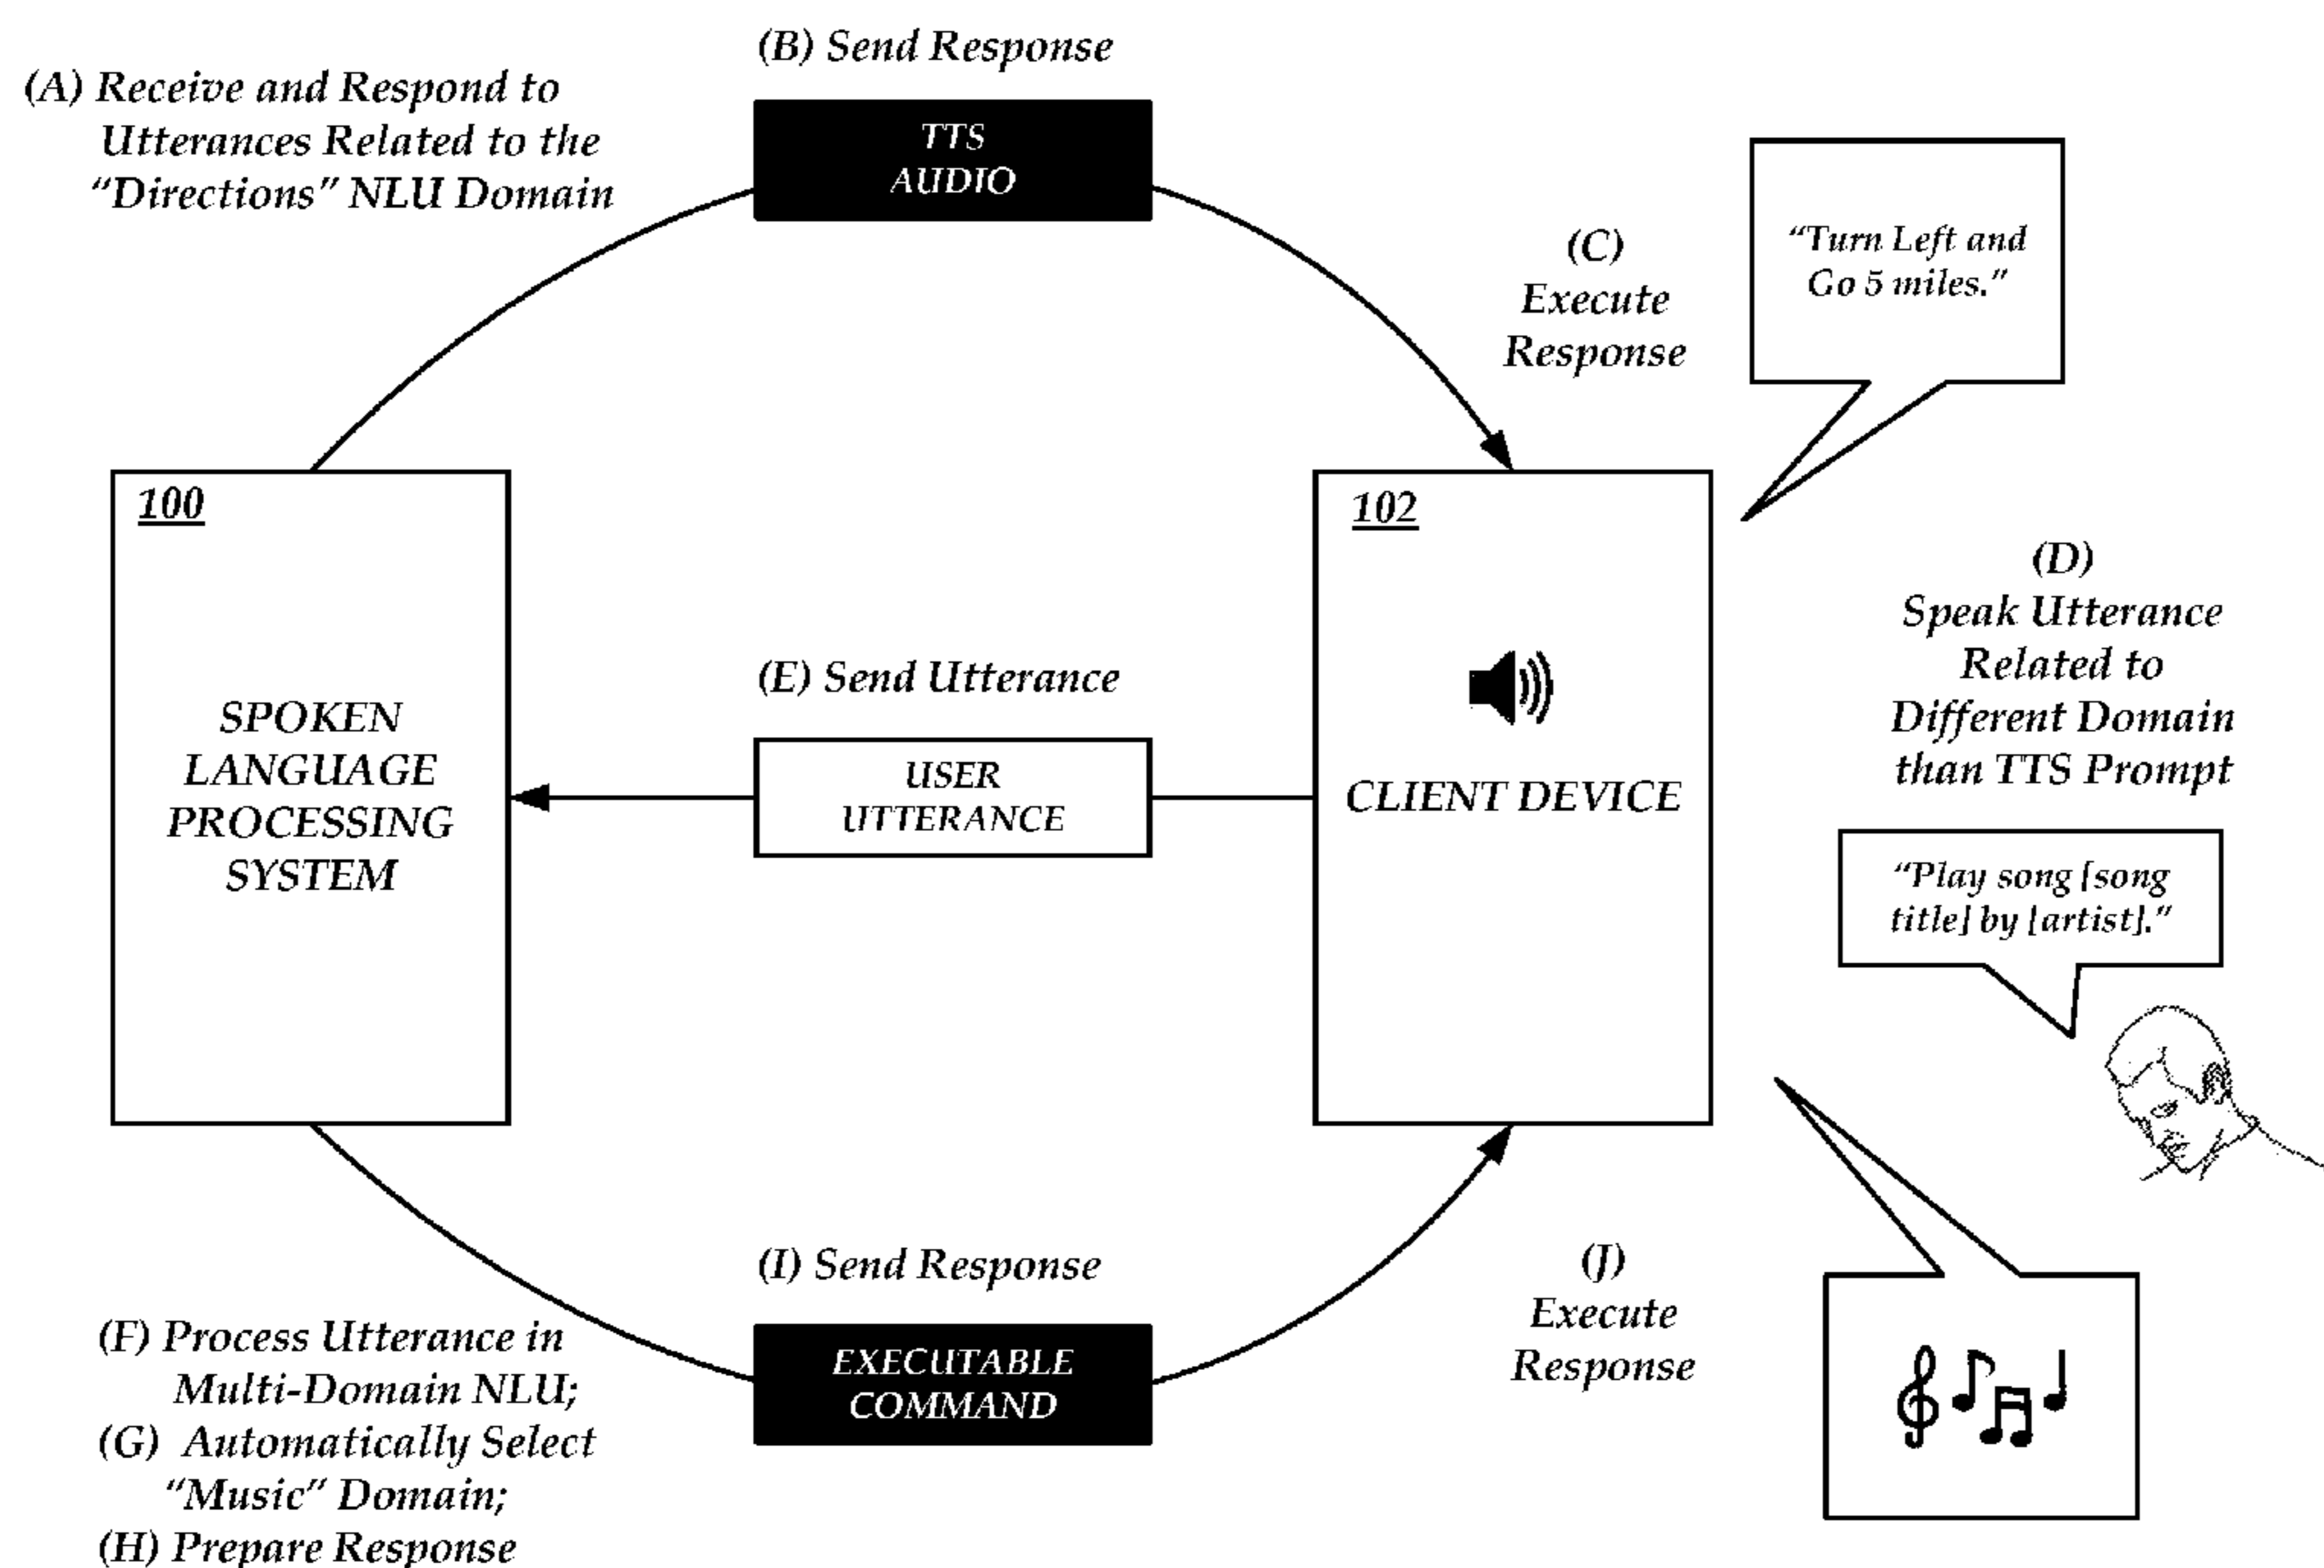 (A) Receive and Respond to
Utterances Related to the
“Directions” NLU Domain
(B) Send Response
TTS
AUDIO
(C)
Execute
Response
“Turn Left and
Go 5 miles.”
100
SPOKEN
LANGUAGE
PROCESSING
SYSTEM
(E) Send Utterance
USER
UTTERANCE
102
CLIENT DEVICE
(D)
Speak Utterance
Related to
Different Domain
than TTS Prompt
“Play song [song
title] by [artist].”
(F) Process Utterance in
Multi-Domain NLU;
(G) Automatically Select
“Music” Domain;
(H) Prepare Response
(I) Send Response
EXECUTABLE
COMMAND
(J)
Execute
Response